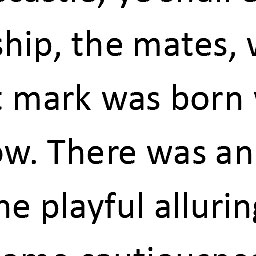 ship, the mates, w
t mark was born w
ow. There was an
he playful alluring